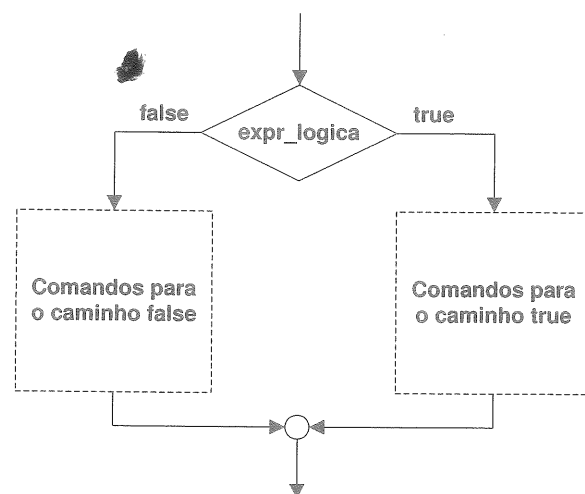 false
expr_logica
true
Comandos para
o caminho false
Comandos para
o caminho true